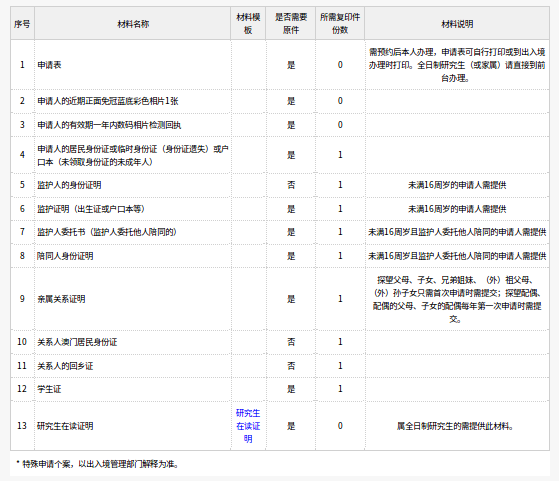 序号 材料名称 材料模板 是否需要原件 所需复印件份数 材料说明
1 申请表 是 0 需预约后本人办理，申请表可自行打印或到出入境办理时打印。全日制研究生（或家属）请直接到前台办理。
2 申请人的近期正面免冠蓝底彩色相片1张 是 0
3 申请人的有效期一年内数码相片检测回执 是 0
4 申请人的居民身份证或临时身份证（身份证遗失）或户口本（未领取身份证的未成年人） 是 1
5 监护人的身份证明 否 1 未满16周岁的申请人需提供
6 监护证明（出生证或户口本等） 是 1 未满16周岁的申请人需提供
7 监护人委托书（监护人委托他人陪同的） 是 1 未满16周岁且监护人委托他人陪同的申请人需提供
8 陪同人身份证明 是 1 未满16周岁且监护人委托他人陪同的申请人需提供
9 亲属关系证明 是 1 探望父母、子女、兄弟姐妹、（外）祖父母、（外）孙子女只需首次申请时需提交；探望配偶、配偶的父母、子女的配偶每年第一次申请时需提交。
10 关系人澳门居民身份证 否 1
11 关系人的回乡证 否 1
12 学生证 是 1
13 研究生在读证明 研究生在读证明 是 0 属全日制研究生的需提供此材料。
* 特殊申请个案，以出入境管理部门解释为准。